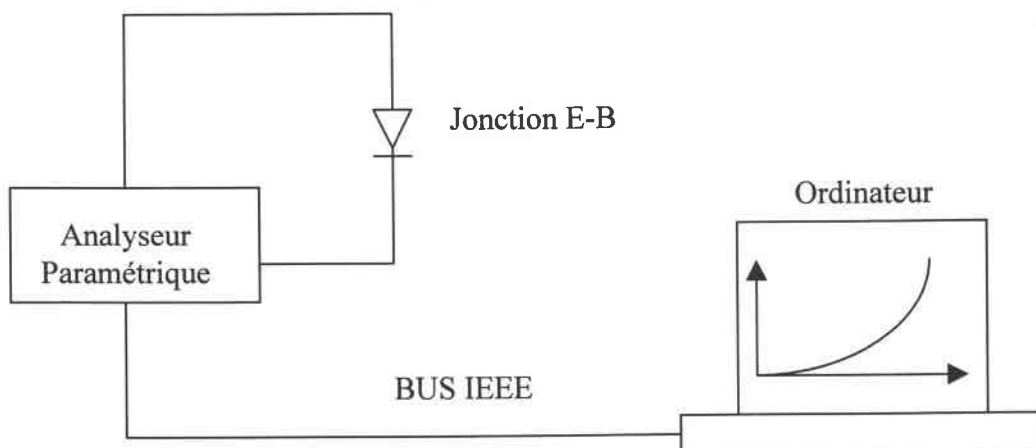 Jonction E-B
Ordinateur
Analyseur
Paramétrique
BUS IEEE